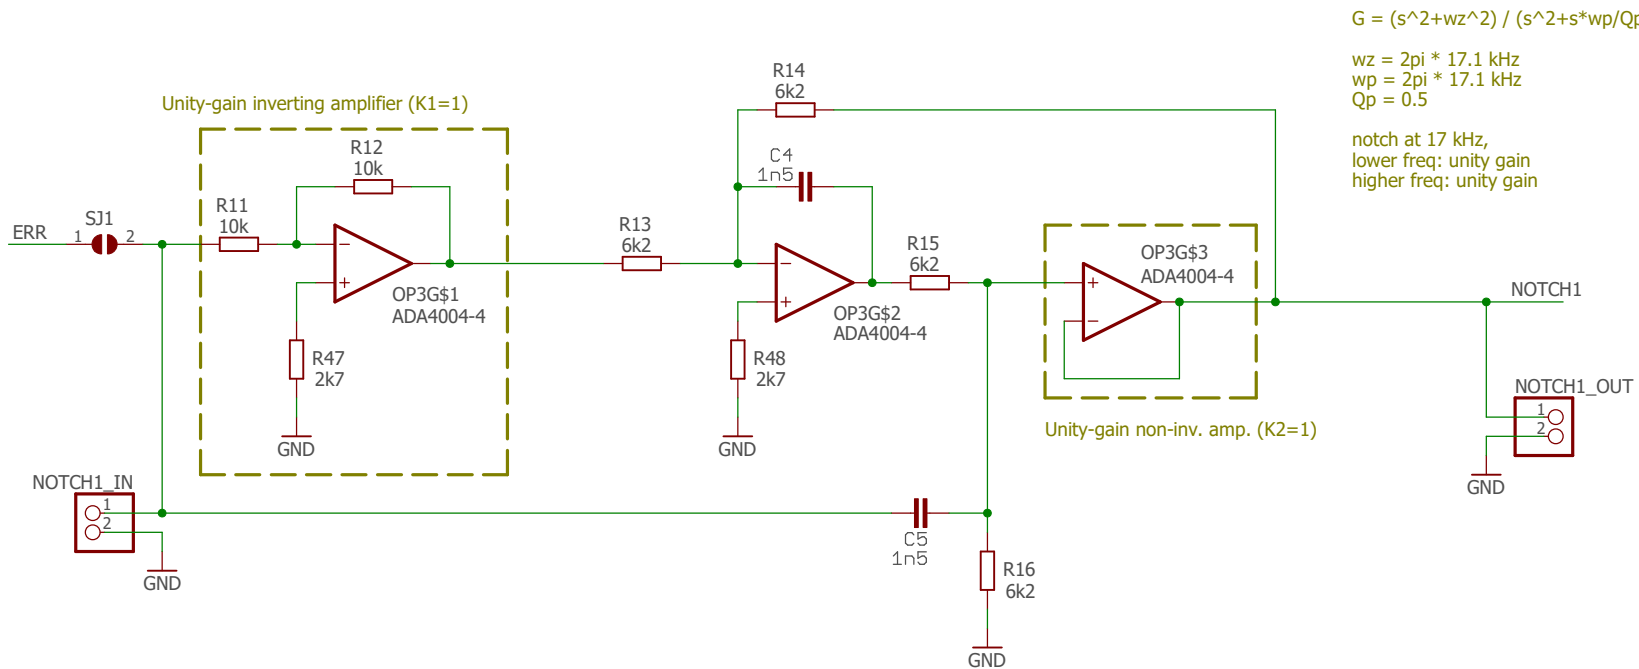 G = (s^2+wz^2) / (s^2+s*wp/Qp
wz = 2pi * 17.1 kHz
wp = 2pi * 17.1 kHz
Qp = 0.5
notch at 17 kHz,
lower freq: unity gain
higher freq: unity gain
Unity-gain inverting amplifier (K1=1)
R14
6k2
R12
10k
C4
1n5
ERR
SJ1
1
2
R11
10k
−
+
OP3G$1
ADA4004-4
R47
2k7
GND
R13
6k2
−
+
OP3G$2
ADA4004-4
R48
2k7
GND
R15
6k2
OP3G$3
ADA4004-4
+
−
Unity-gain non-inv. amp. (K2=1)
NOTCH1
NOTCH1_OUT
1
2
GND
NOTCH1_IN
1
2
GND
C5
1n5
R16
6k2
GND